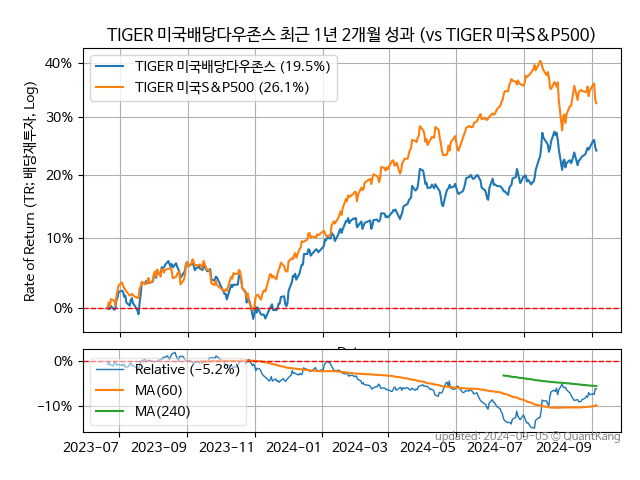 TIGER 미국배당다우존스 최근 1년 2개월 성과 (vs TIGER 미국S&P500)
Rate of Return (TR: 배당재투자, Log)
40%
30%
20%
10%
0%
TIGER 미국배당다우존스 (19.5%)
TIGER 미국S&P500 (26.1%)
0%
−10%
Relative (−5.2%)
MA(60)
MA(240)
updated: 2024-09-05 © QuantKang
2023-07 2023-09 2023-11 2024-01 2024-03 2024-05 2024-07 2024-09